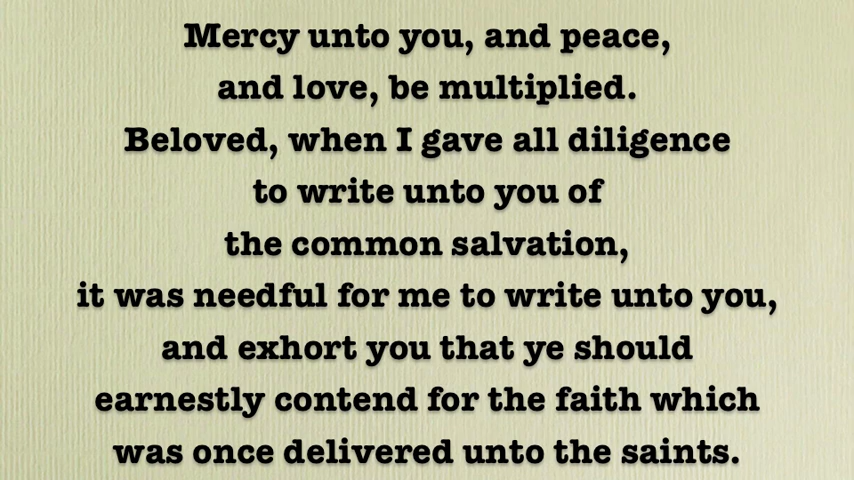 Mercy unto you, and peace,
and love, be multiplied.
Beloved, when I gave all diligence
to write unto you of
the common salvation,
it was needful for me to write unto you,
and exhort you that ye should
earnestly contend for the faith which
was once delivered unto the saints.